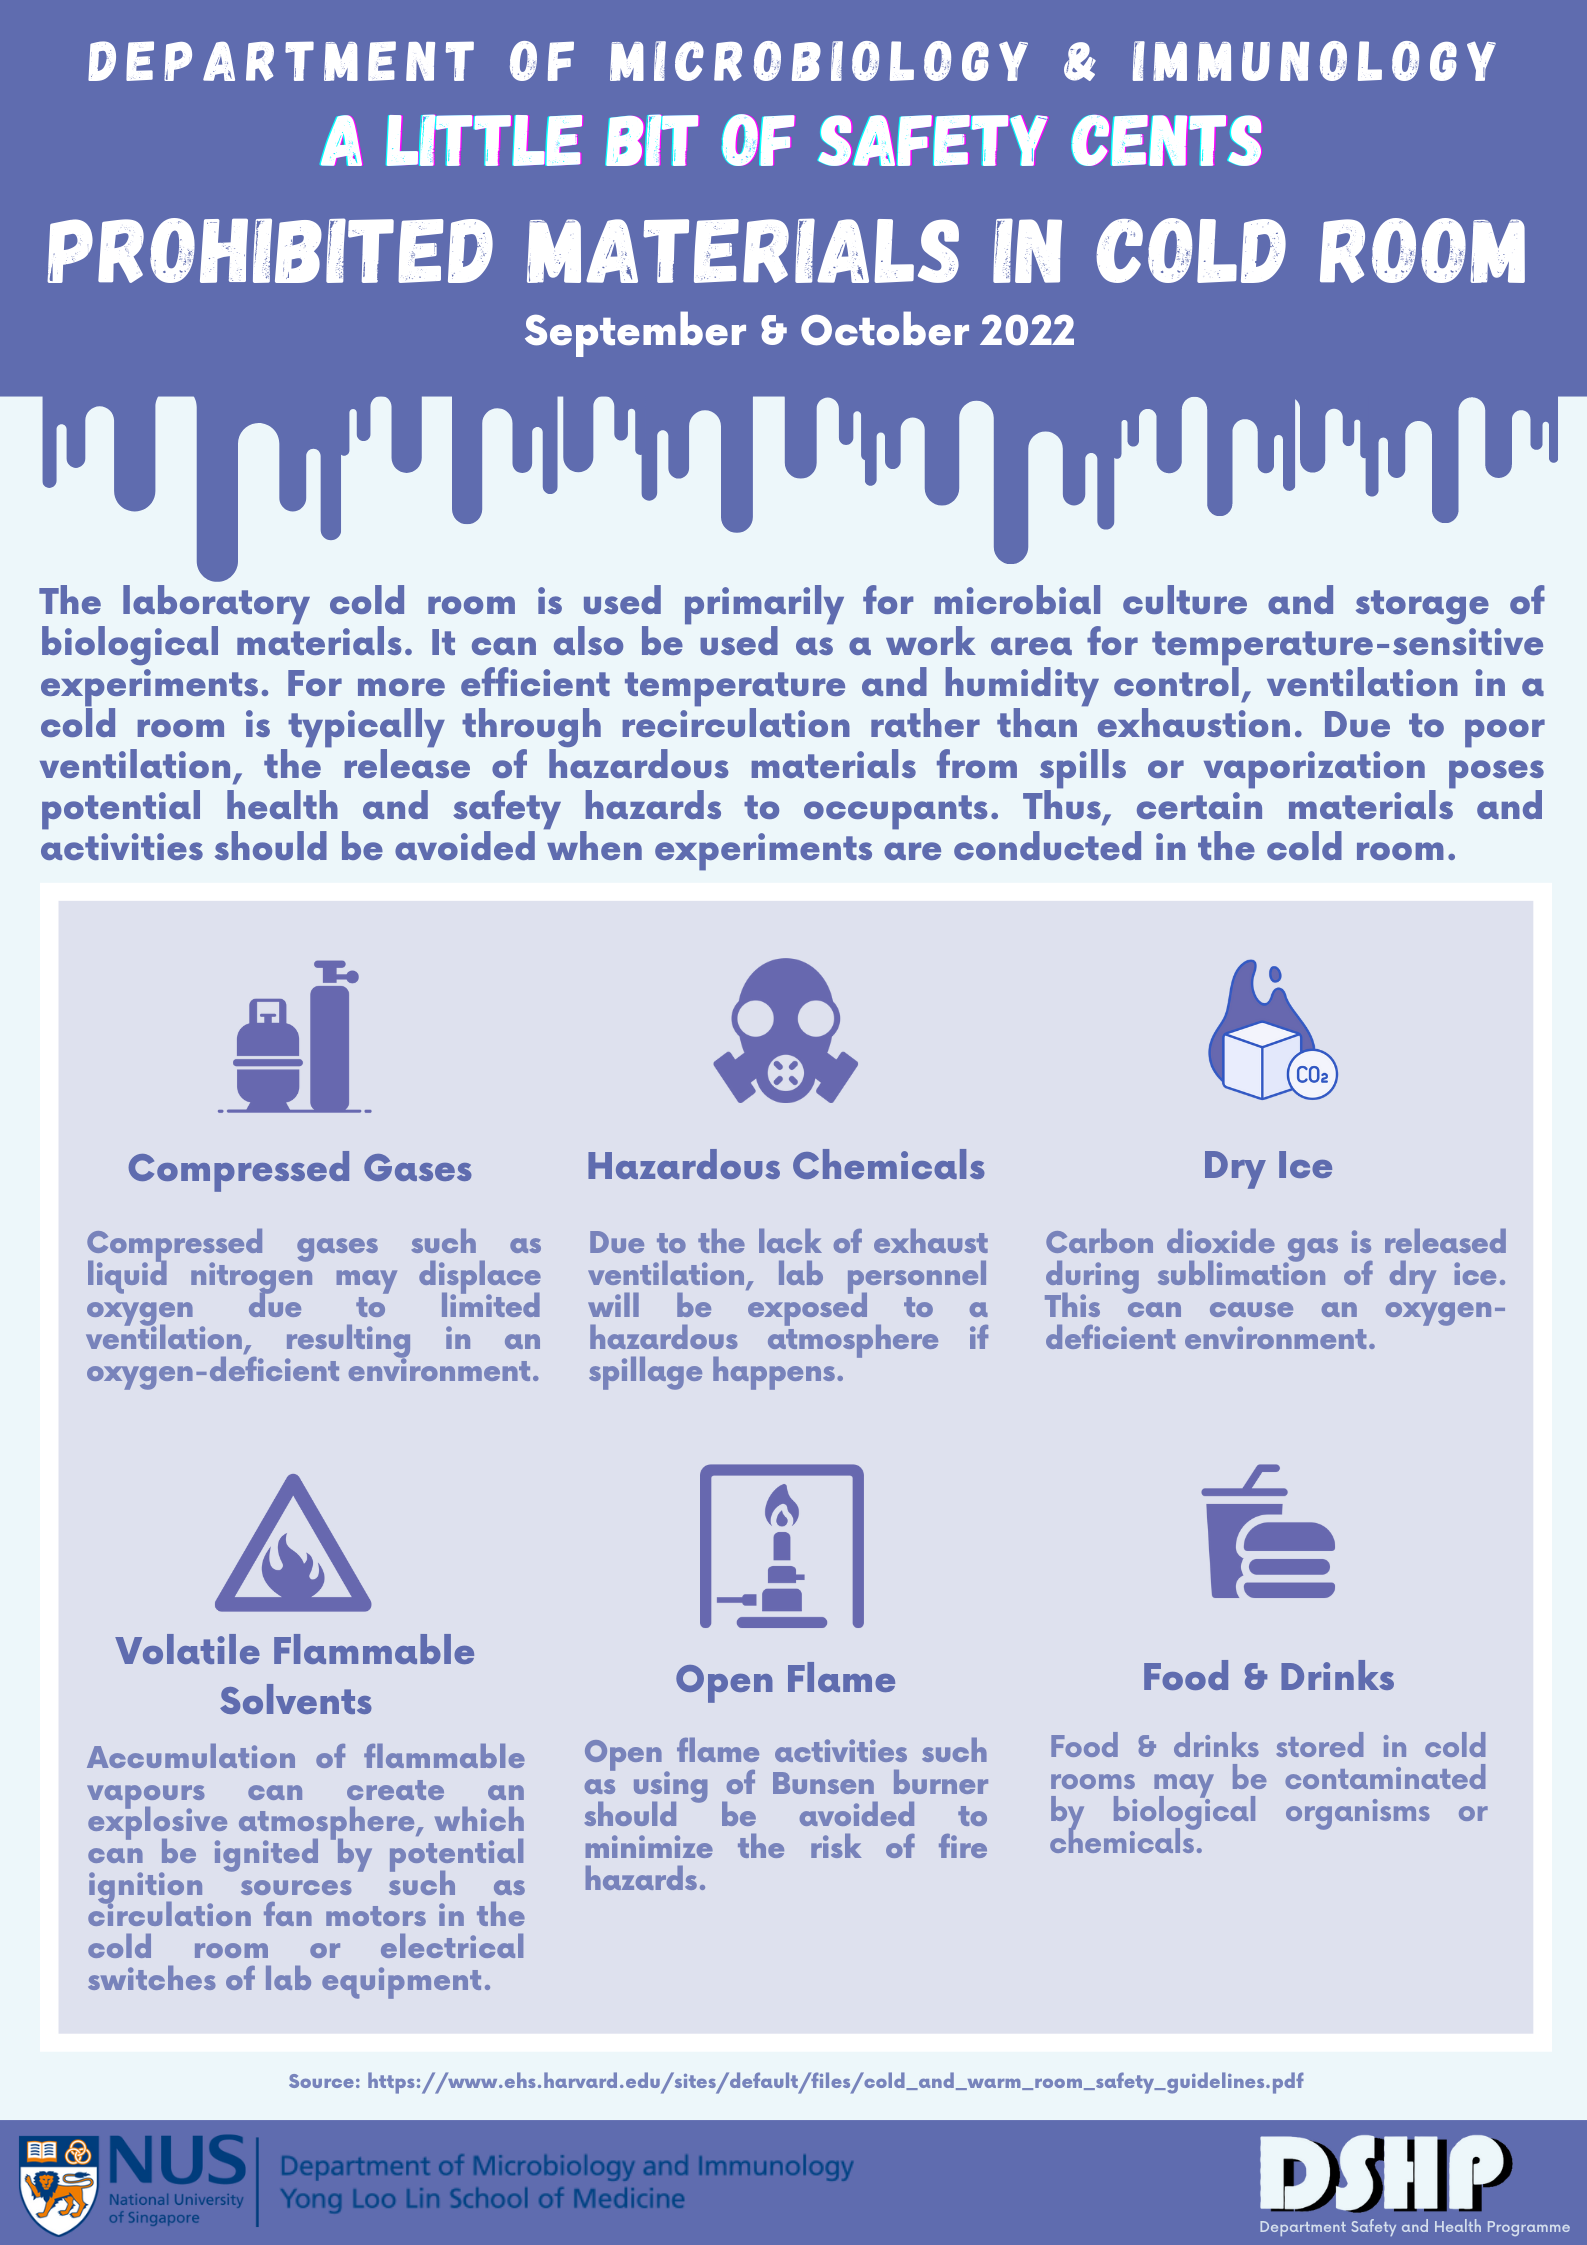 DEPARTMENT OF MICROBIOLOGY & IMMUNOLOGY
A LITTLE BIT OF SAFETY CENTS
PROHIBITED MATERIALS IN COLD ROOM
September & October 2022
The laboratory cold room is used primarily for microbial culture and storage of
biological materials. It can also be used as a work area for temperature-sensitive
experiments. For more efficient temperature and humidity control, ventilation in a
cold room is typically through recirculation rather than exhaustion. Due to poor
ventilation, the release of hazardous materials from spills or vaporization poses
potential health and safety hazards to occupants. Thus, certain materials and
activities should be avoided when experiments are conducted in the cold room.
Compressed Gases
Compressed gases such as
liquid nitrogen may displace
oxygen due to limited
ventilation, resulting in an
oxygen-deficient environment.
Hazardous Chemicals
Due to the lack of exhaust
ventilation, lab personnel
will be exposed to a
hazardous atmosphere if
spillage happens.
CO₂
Dry Ice
Carbon dioxide gas is released
during sublimation of dry ice.
This can cause an oxygen-
deficient environment.
Volatile Flammable
Solvents
Accumulation of flammable
vapours can create an
explosive atmosphere, which
can be ignited by potential
ignition sources such as
circulation fan motors in the
cold room or electrical
switches of lab equipment.
Open Flame
Open flame activities such
as using of Bunsen burner
should be avoided to
minimize the risk of fire
hazards.
Food & Drinks
Food & drinks stored in cold
rooms may be contaminated
by biological organisms or
chemicals.
Source: https://www.ehs.harvard.edu/sites/default/files/cold_and_warm_room_safety_guidelines.pdf
NUS
National University
of Singapore
Department of Microbiology and Immunology
Yong Loo Lin School of Medicine
DSHP
Department Safety and Health Programme